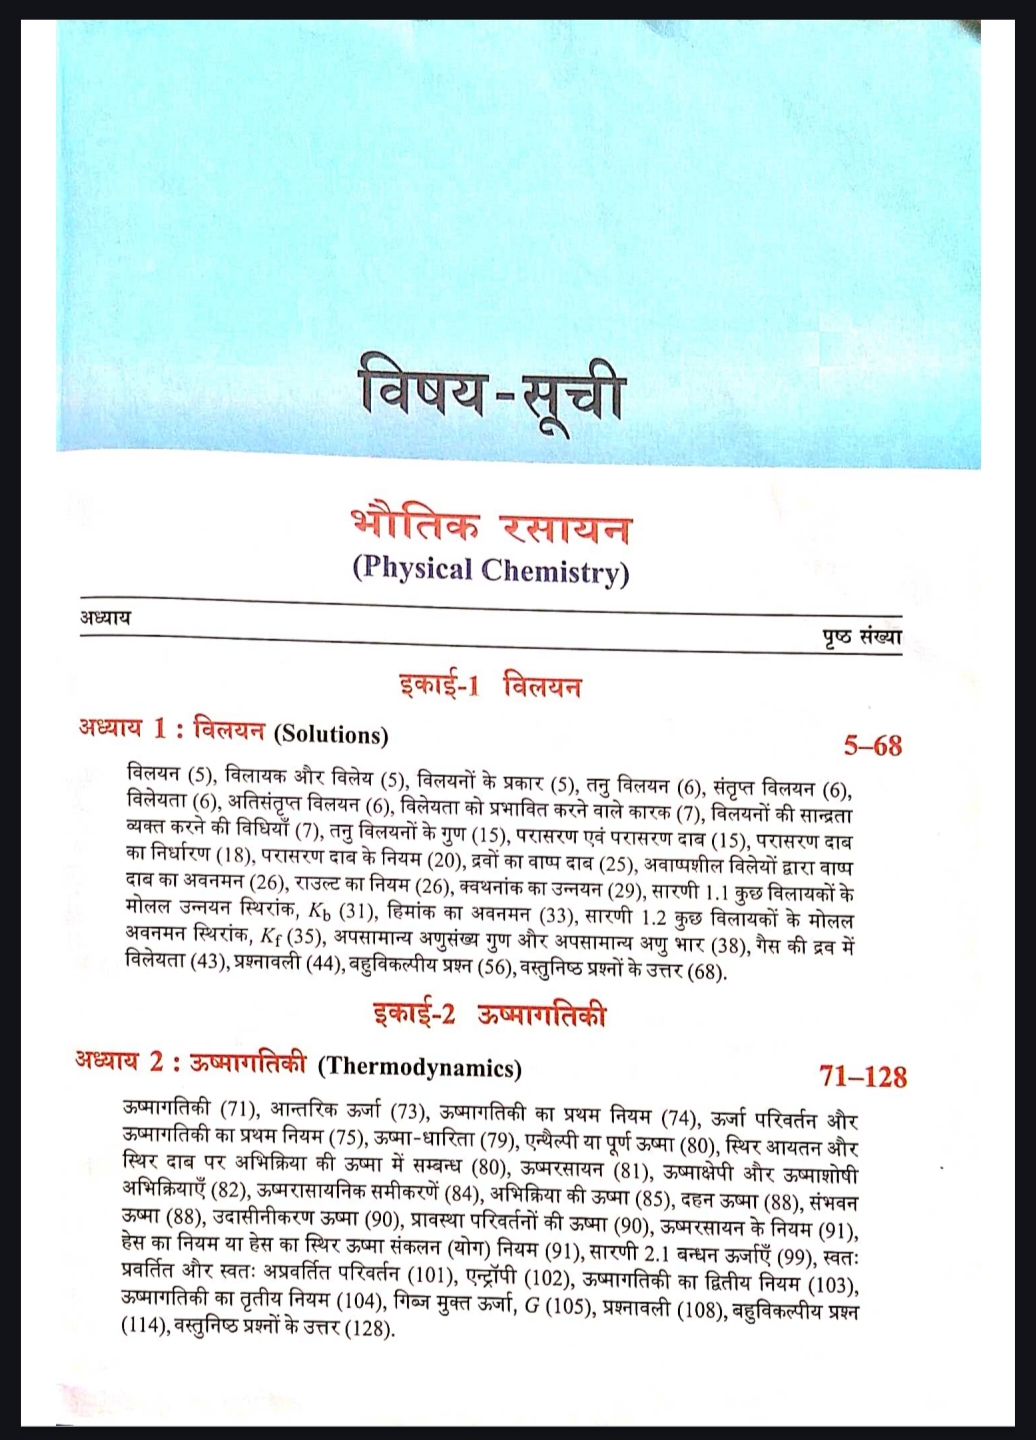 विषय-सूची
भौतिक रसायन
(Physical Chemistry)
अध्याय
पृष्ठ संख्या
इकाई-1 विलयन
अध्याय 1 : विलयन (Solutions)
5–68
विलयन (5), विलायक और विलेय (5), विलयनों के प्रकार (5), तनु विलयन (6), संतृप्त विलयन (6),
विलेयता (6), अतिसंतृप्त विलयन (6), विलेयता को प्रभावित करने वाले कारक (7), विलयनों की सान्द्रता
व्यक्त करने की विधियाँ (7), तनु विलयनों के गुण (15), परासरण एवं परासरण दाब (15), परासरण दाब
का निर्धारण (18), परासरण दाब के नियम (20), द्रवों का वाष्प दाब (25), अवाष्पशील विलेयों द्वारा वाष्प
दाब का अवनमन (26), राउल्ट का नियम (26), क्वथनांक का उन्नयन (29), सारणी 1.1 कुछ विलायकों के
मोलल उन्नयन स्थिरांक, Kb (31), हिमांक का अवनमन (33), सारणी 1.2 कुछ विलायकों के मोलल
अवनमन स्थिरांक, Kf (35), अपसामान्य अणुसंख्य गुण और अपसामान्य अणु भार (38), गैस की द्रव में
विलेयता (43), प्रश्नावली (44), बहुविकल्पीय प्रश्न (56), वस्तुनिष्ठ प्रश्नों के उत्तर (68).
इकाई-2 ऊष्मागतिकी
अध्याय 2 : ऊष्मागतिकी (Thermodynamics)
71–128
ऊष्मागतिकी (71), आन्तरिक ऊर्जा (73), ऊष्मागतिकी का प्रथम नियम (74), ऊर्जा परिवर्तन और
ऊष्मागतिकी का प्रथम नियम (75), ऊष्मा-धारिता (79), एन्थैल्पी या पूर्ण ऊष्मा (80), स्थिर आयतन और
स्थिर दाब पर अभिक्रिया की ऊष्मा में सम्बन्ध (80), ऊष्मरसायन (81), ऊष्माक्षेपी और ऊष्माशोषी
अभिक्रियाएँ (82), ऊष्मरासायनिक समीकरणें (84), अभिक्रिया की ऊष्मा (85), दहन ऊष्मा (88), संभवन
ऊष्मा (88), उदासीनीकरण ऊष्मा (90), प्रावस्था परिवर्तनों की ऊष्मा (90), ऊष्मरसायन के नियम (91),
हेस का नियम या हेस का स्थिर ऊष्मा संकलन (योग) नियम (91), सारणी 2.1 बन्धन ऊर्जाएँ (99), स्वतः
प्रवर्तित और स्वतः अप्रवर्तित परिवर्तन (101), एन्ट्रॉपी (102), ऊष्मागतिकी का द्वितीय नियम (103),
ऊष्मागतिकी का तृतीय नियम (104), गिब्ज मुक्त ऊर्जा, G (105), प्रश्नावली (108), बहुविकल्पीय प्रश्न
(114), वस्तुनिष्ठ प्रश्नों के उत्तर (128).